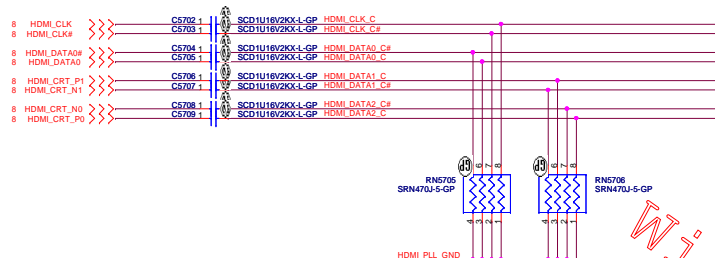 8 HDMI_CLK C5702 1 SCD1U16V2KX-L-GP HDMI_CLK_C
8 HDMI_CLK# C5703 1 SCD1U16V2KX-L-GP HDMI_CLK_C#
8 HDMI_DATA0# C5704 1 SCD1U16V2KX-L-GP HDMI_DATA0_C#
8 HDMI_DATA0 C5705 1 SCD1U16V2KX-L-GP HDMI_DATA0_C
8 HDMI_CRT_P1 C5706 1 SCD1U16V2KX-L-GP HDMI_DATA1_C
8 HDMI_CRT_N1 C5707 1 SCD1U16V2KX-L-GP HDMI_DATA1_C#
8 HDMI_CRT_N0 C5708 1 SCD1U16V2KX-L-GP HDMI_DATA2_C#
8 HDMI_CRT_P0 C5709 1 SCD1U16V2KX-L-GP HDMI_DATA2_C
dp 6 7 8 dp 6 7 8
RN5705 RN5706
SRN470J-5-GP SRN470J-5-GP
4 3 2 1 4 3 2 1
HDMI_PLL_GND
Wi